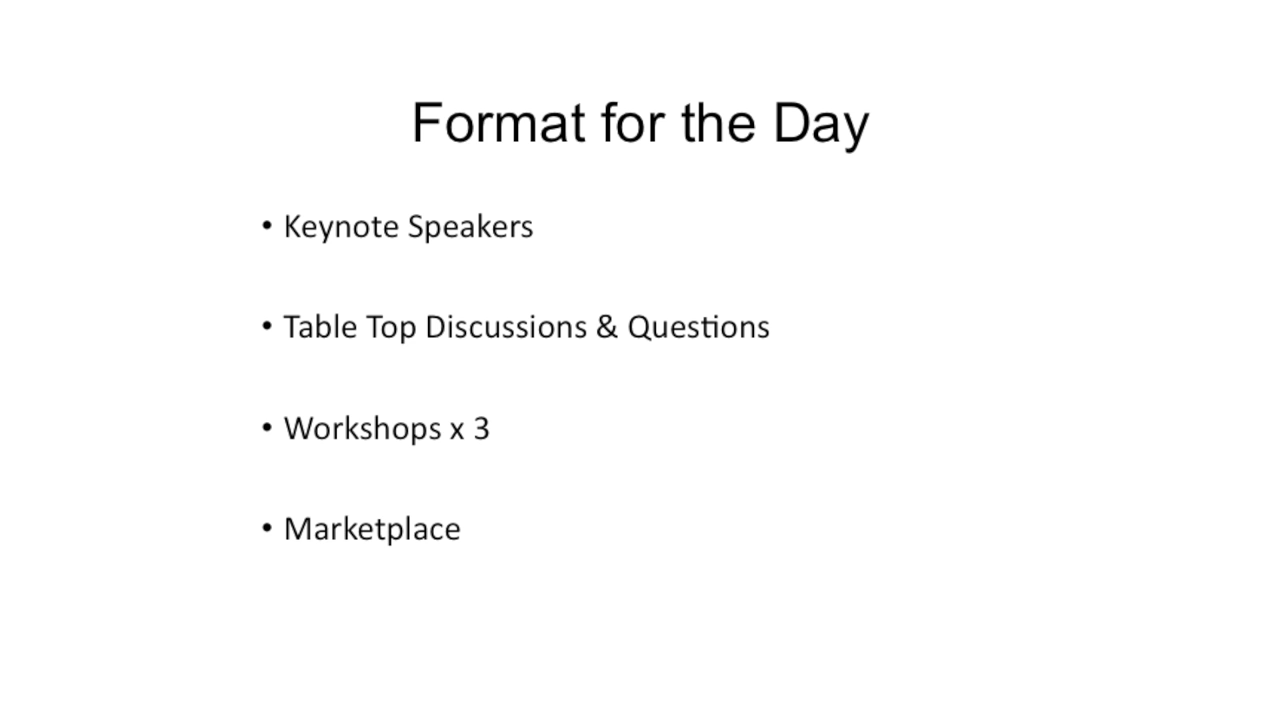 Format for the Day
• Keynote Speakers
• Table Top Discussions & Questions
• Workshops x 3
• Marketplace